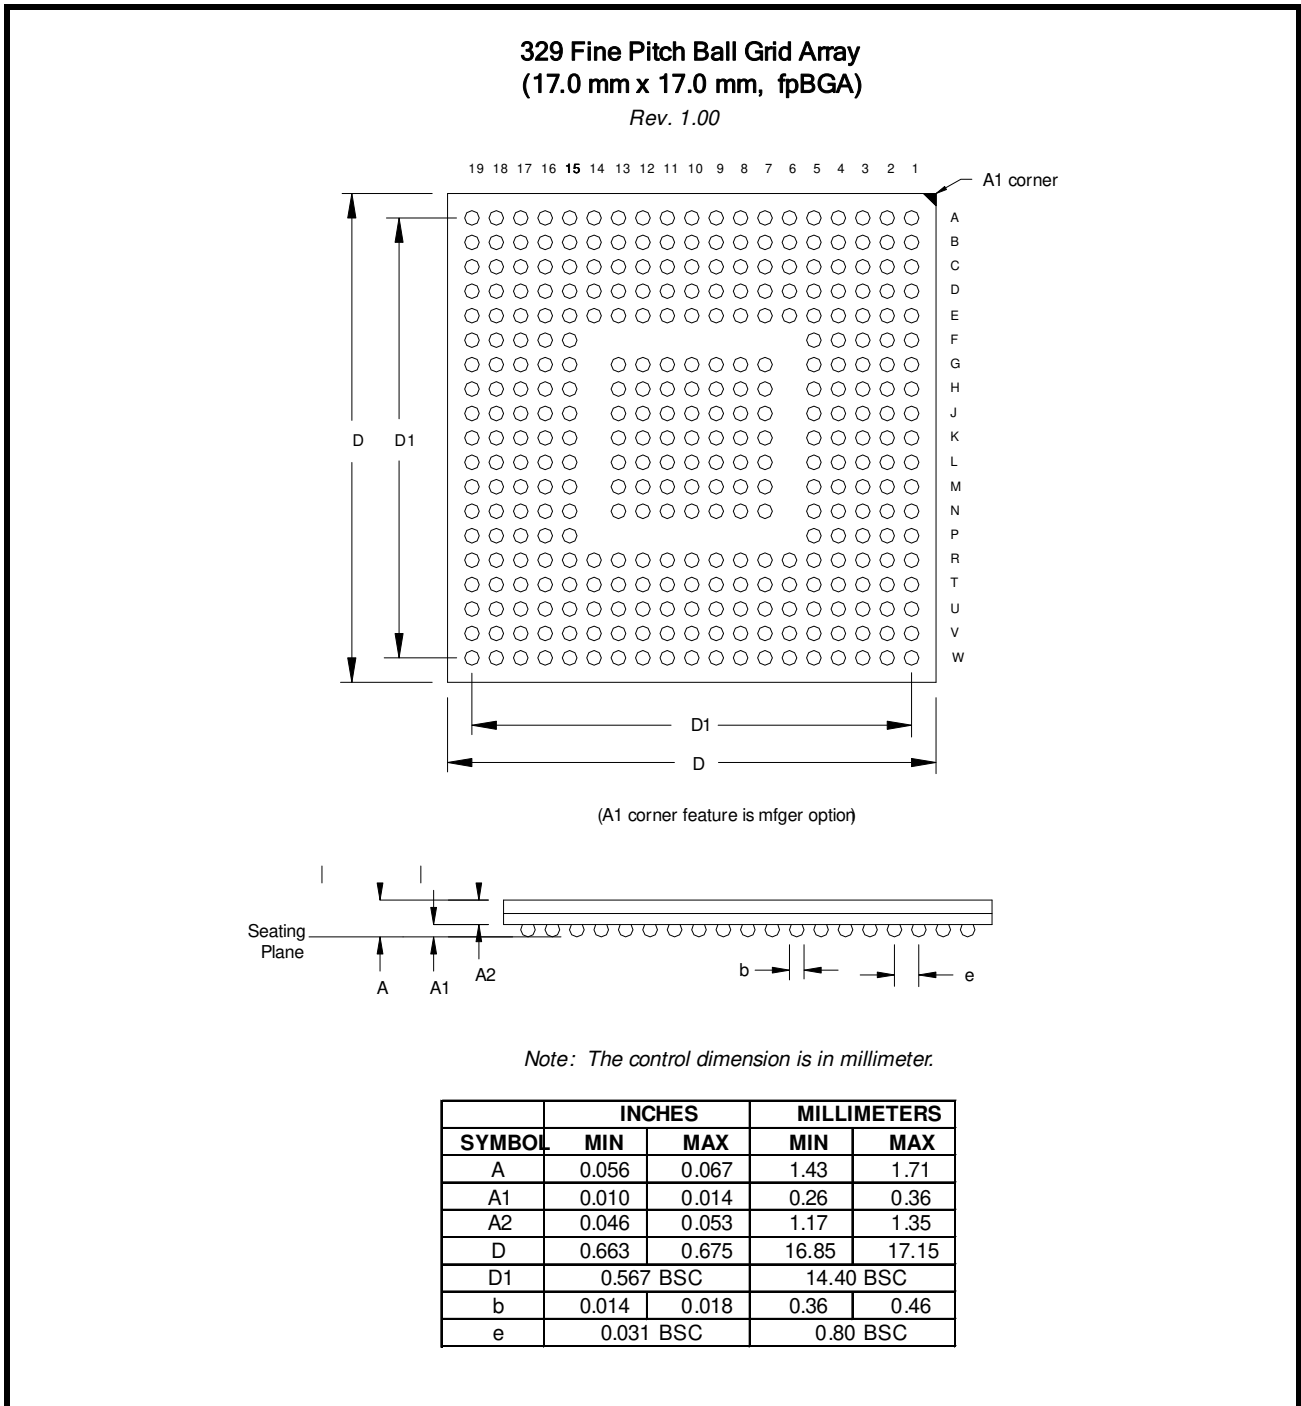 329 Fine Pitch Ball Grid Array
(17.0 mm x 17.0 mm, fpBGA)
Rev. 1.00
19 18 17 16 15 14 13 12 11 10 9 8 7 6 5 4 3 2 1
A1 corner
A
B
C
D
E
F
G
H
J
D D1 K
L
M
N
P
R
T
U
V
W
D1
D
(A1 corner feature is mfger option)
Seating
Plane
A A1 A2 b e
Note: The control dimension is in millimeter.
INCHES MILLIMETERS
SYMBOL MIN MAX MIN MAX
A 0.056 0.067 1.43 1.71
A1 0.010 0.014 0.26 0.36
A2 0.046 0.053 1.17 1.35
D 0.663 0.675 16.85 17.15
D1 0.567 BSC 14.40 BSC
b 0.014 0.018 0.36 0.46
e 0.031 BSC 0.80 BSC